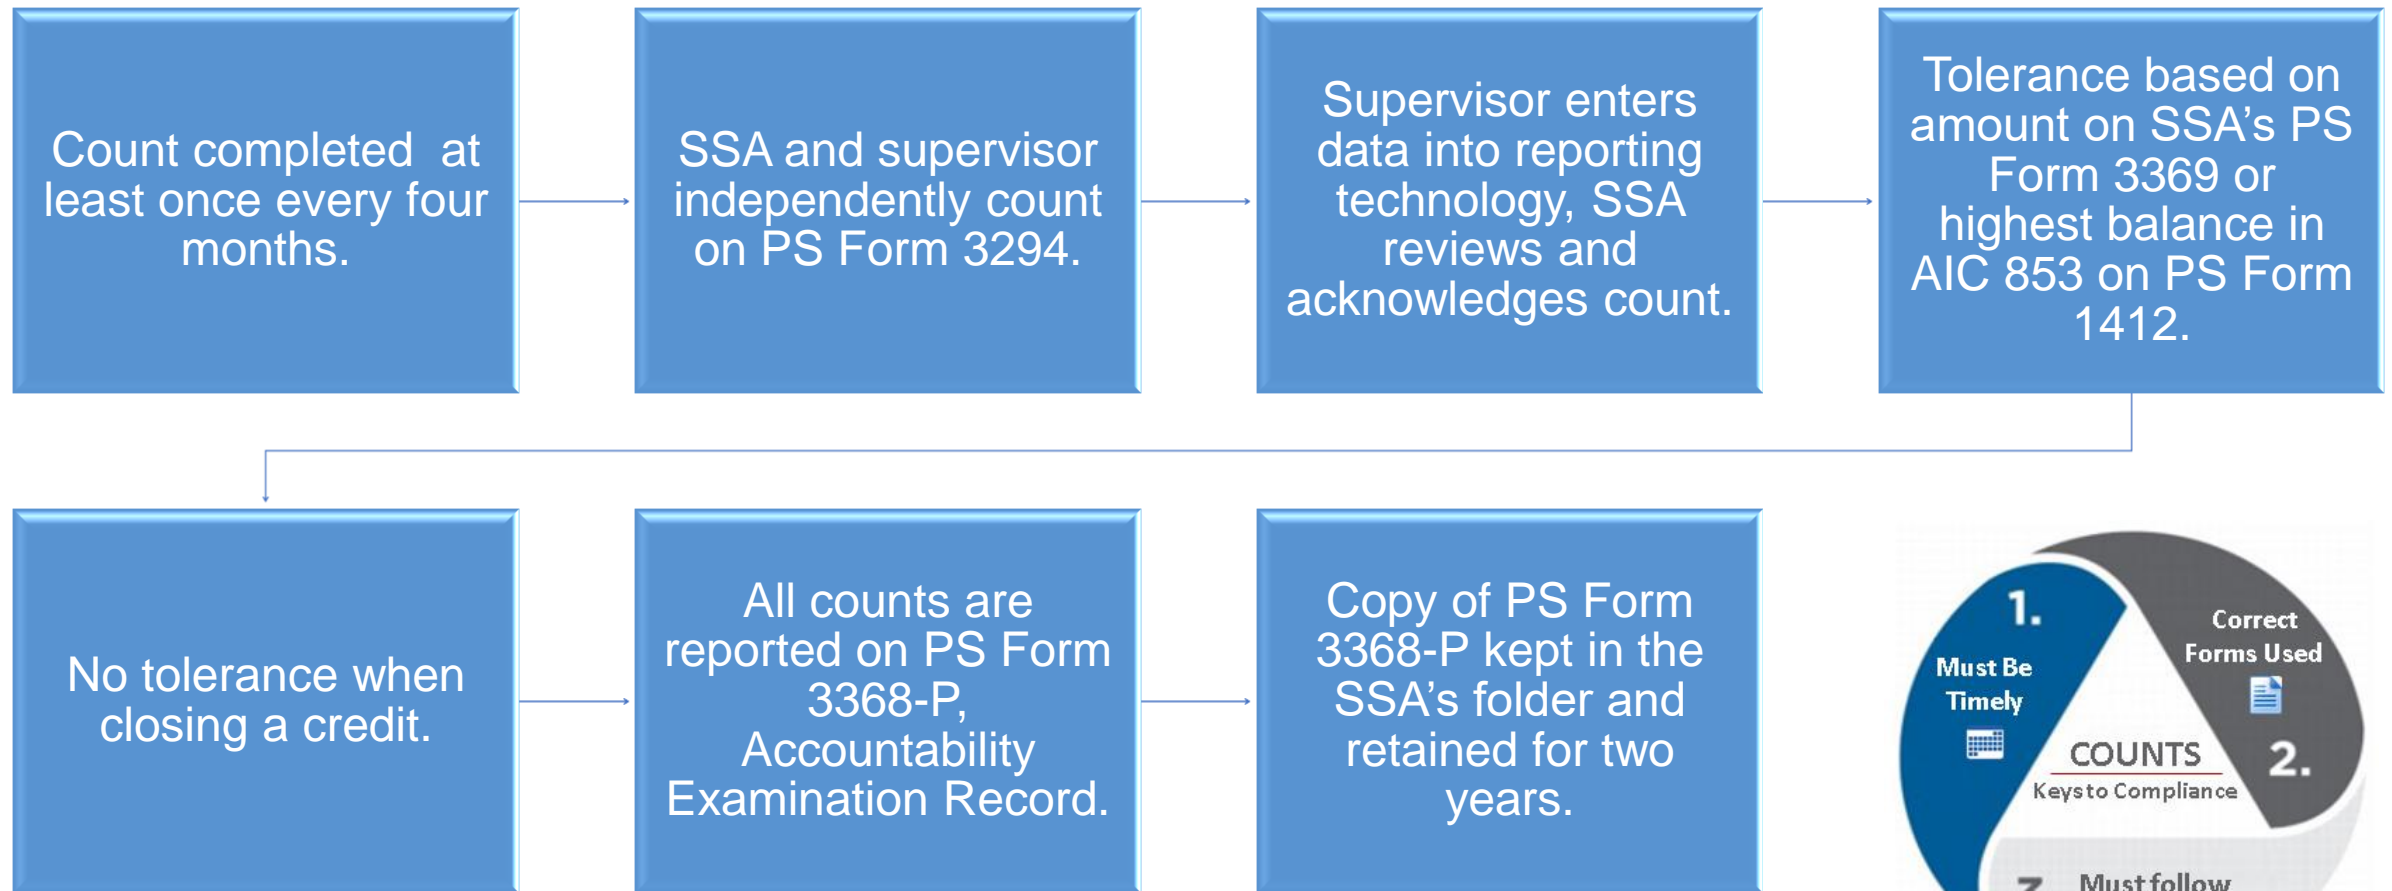 Count completed at
least once every four
months.
SSA and supervisor
independently count
on PS Form 3294.
Supervisor enters
data into reporting
technology, SSA
reviews and
acknowledges count.
Tolerance based on
amount on SSA’s PS
Form 3369 or
highest balance in
AIC 853 on PS Form
1412.
No tolerance when
closing a credit.
All counts are
reported on PS Form
3368-P,
Accountability
Examination Record.
Copy of PS Form
3368-P kept in the
SSA’s folder and
retained for two
years.
1.
Must Be
Timely
Correct
Forms Used
2.
COUNTS
Keys to Compliance
3.
Must follow